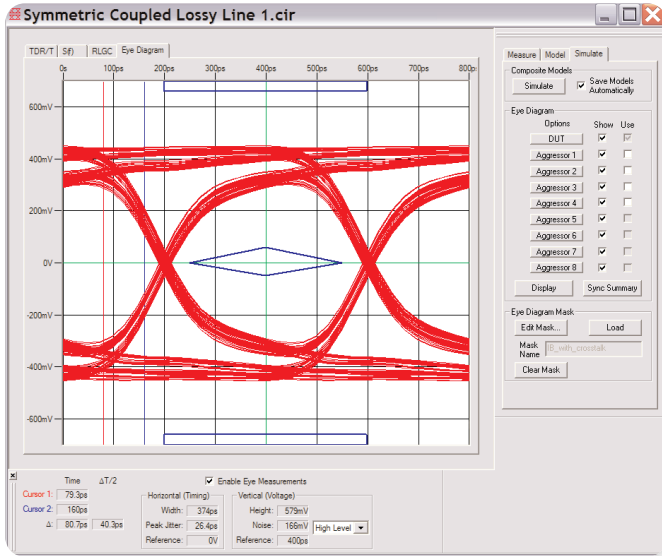 Symmetric Coupled Lossy Line 1.cir
TDR/T S(f) RLGC Eye Diagram
0s 100ps 200ps 300ps 400ps 500ps 600ps 700ps 800ps
600mV
400mV
200mV
0V
-200mV
-400mV
-600mV
Measure Model Simulate
Composite Models
Simulate Save Models Automatically
Eye Diagram
Options Show Use
DUT
Aggressor 1
Aggressor 2
Aggressor 3
Aggressor 4
Aggressor 5
Aggressor 6
Aggressor 7
Aggressor 8
Display Sync Summary
Eye Diagram Mask
Edit Mask... Load
Mask Name IB_with_crosstalk
Clear Mask
Time ΔT/2 Enable Eye Measurements
Cursor 1: 79.3ps
Cursor 2: 160ps
Δ: 80.7ps 40.3ps
Horizontal (Timing)
Width: 374ps
Peak Jitter: 26.4ps
Reference: 0V
Vertical (Voltage)
Height: 579mV
Noise: 166mV High Level
Reference: 400ps